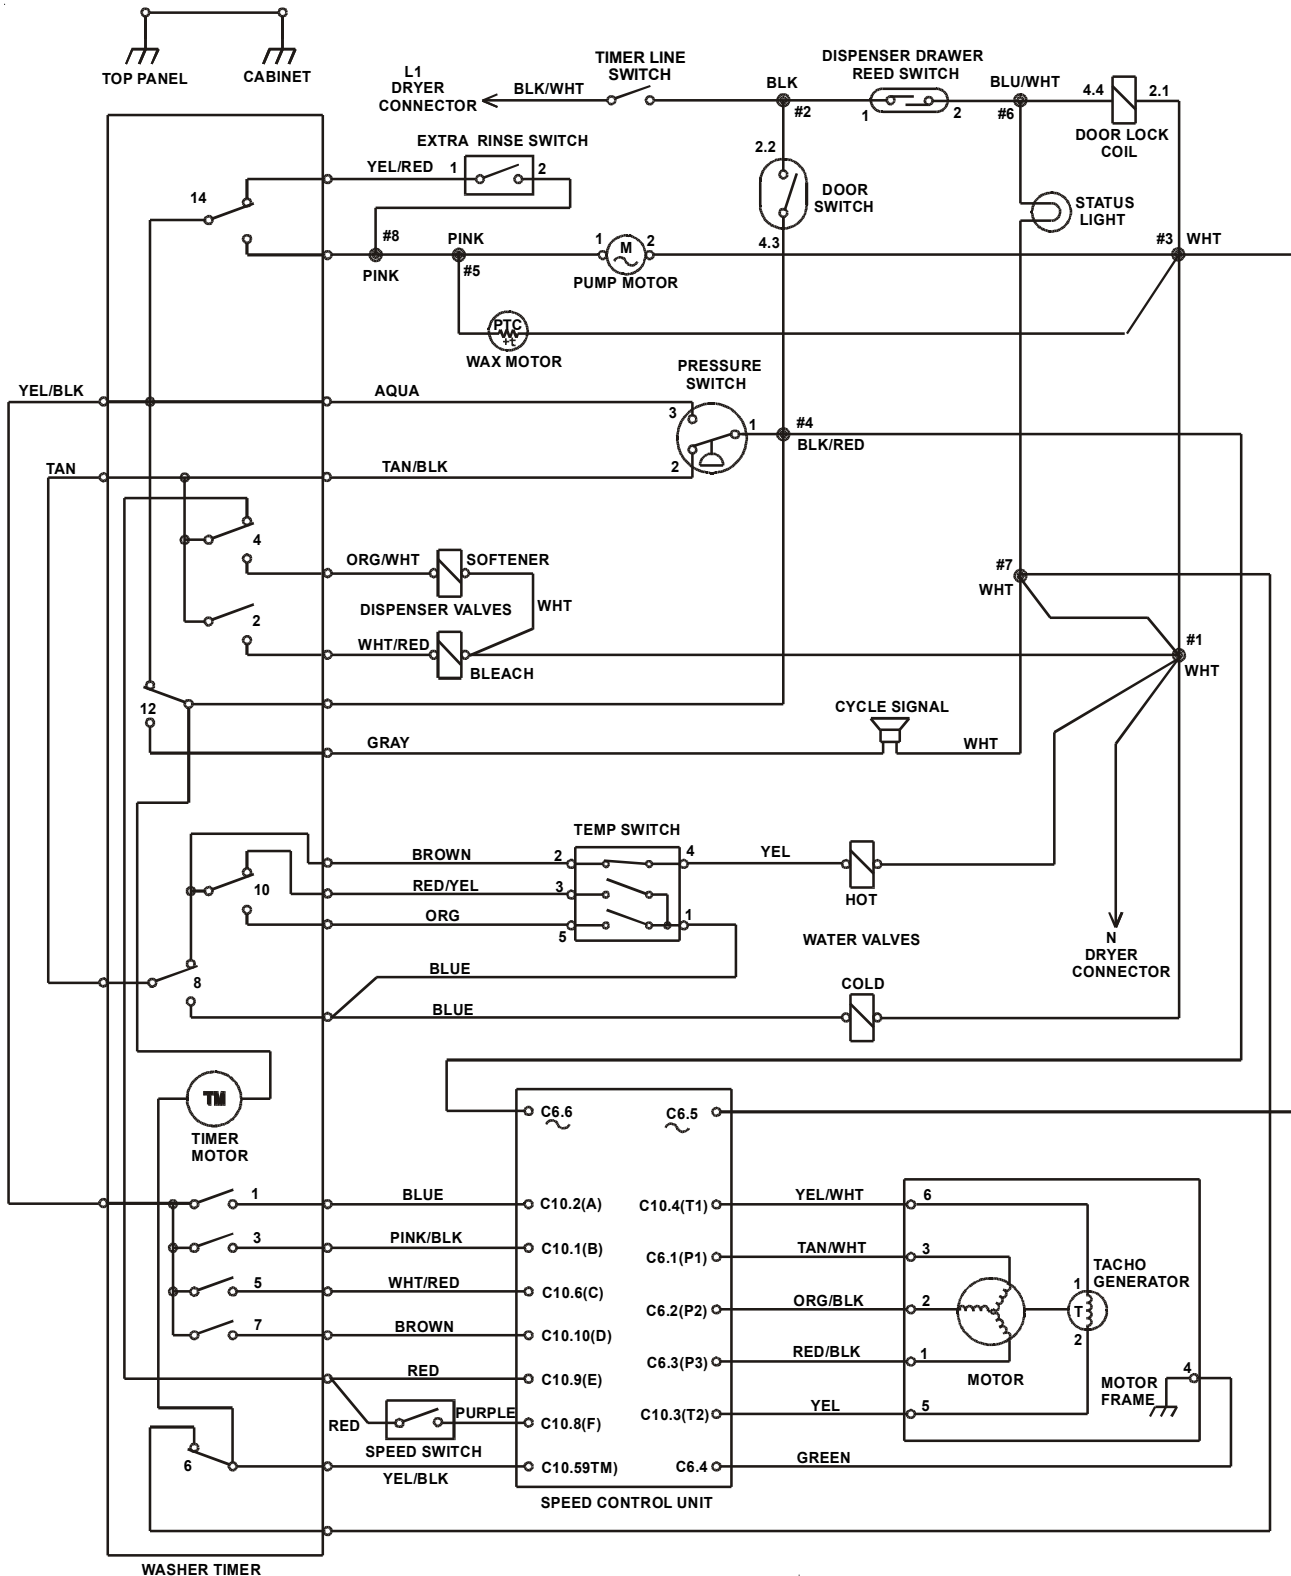 TOP PANEL
CABINET
L1
DRYER
CONNECTOR
BLK/WHT
TIMER LINE
SWITCH
BLK
#2
DISPENSER DRAWER
REED SWITCH
1
2
BLU/WHT
#6
4.4
2.1
DOOR LOCK
COIL
EXTRA RINSE SWITCH
YEL/RED
1
2
14
2.2
DOOR
SWITCH
4.3
STATUS
LIGHT
#8
PINK
PINK
#5
1
M
2
PUMP MOTOR
#3
WHT
PTC
+t
WAX MOTOR
PRESSURE
SWITCH
YEL/BLK
AQUA
3
1
2
#4
BLK/RED
TAN
TAN/BLK
4
ORG/WHT
SOFTENER
DISPENSER VALVES
WHT
2
WHT/RED
BLEACH
#7
WHT
#1
WHT
12
CYCLE SIGNAL
GRAY
WHT
TEMP SWITCH
BROWN
2
4
YEL
10
RED/YEL
3
HOT
ORG
5
1
WATER VALVES
N
DRYER
CONNECTOR
BLUE
8
COLD
BLUE
TM
TIMER
MOTOR
C6.6
C6.5
1
BLUE
C10.2(A)
C10.4(T1)
YEL/WHT
6
3
PINK/BLK
C10.1(B)
C6.1(P1)
TAN/WHT
3
TACHO
GENERATOR
5
WHT/RED
C10.6(C)
C6.2(P2)
ORG/BLK
2
1
T
2
7
BROWN
C10.10(D)
C6.3(P3)
RED/BLK
1
MOTOR
RED
C10.9(E)
MOTOR
FRAME
4
RED
PURPLE
C10.8(F)
C10.3(T2)
YEL
5
SPEED SWITCH
6
YEL/BLK
C10.59TM)
C6.4
GREEN
SPEED CONTROL UNIT
WASHER TIMER